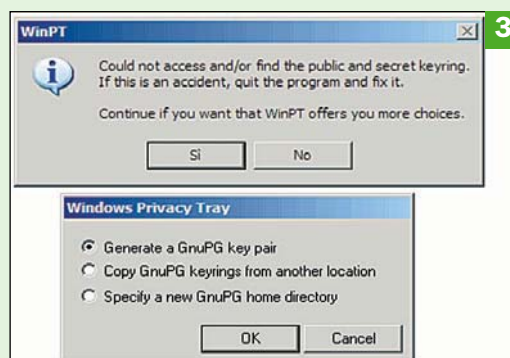 3
WinPT
Could not access and/or find the public and secret keyring.
If this is an accident, quit the program and fix it.
Continue if you want that WinPT offers you more choices.
Sì No
Windows Privacy Tray
Generate a GnuPG key pair
Copy GnuPG keyrings from another location
Specify a new GnuPG home directory
OK Cancel